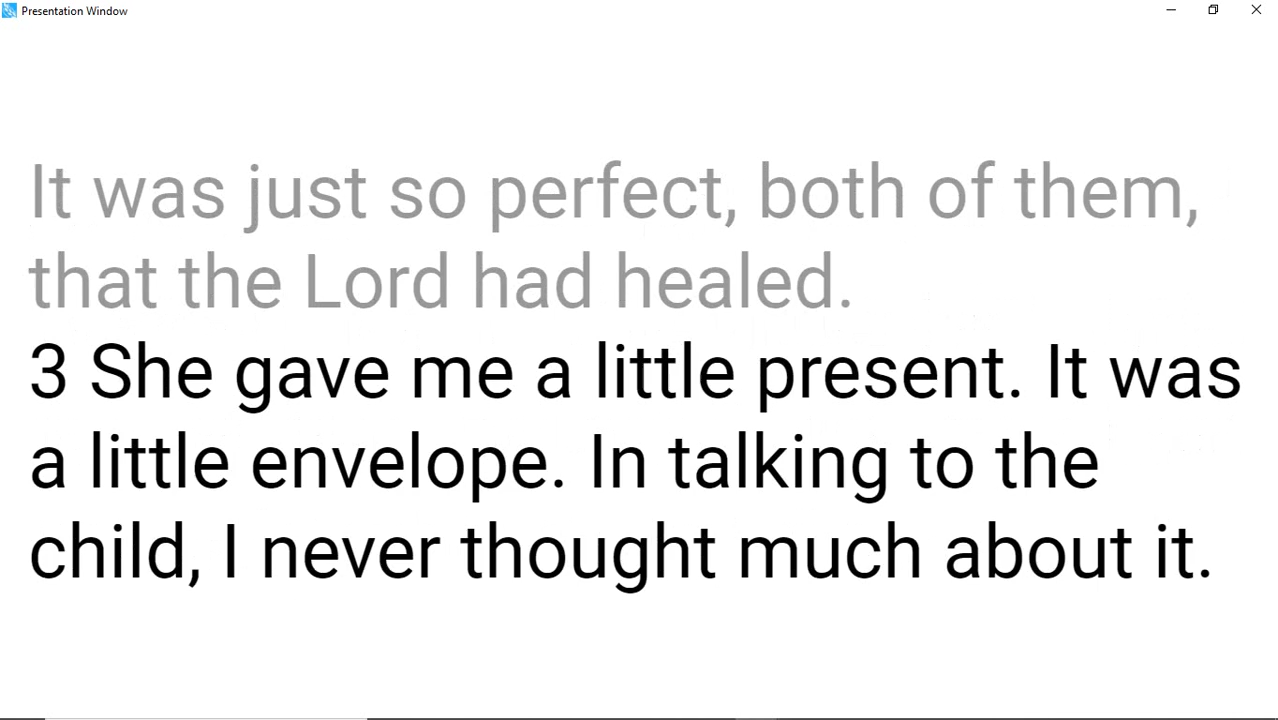 Presentation Window
It was just so perfect, both of them,
that the Lord had healed.
3 She gave me a little present. It was
a little envelope. In talking to the
child, I never thought much about it.